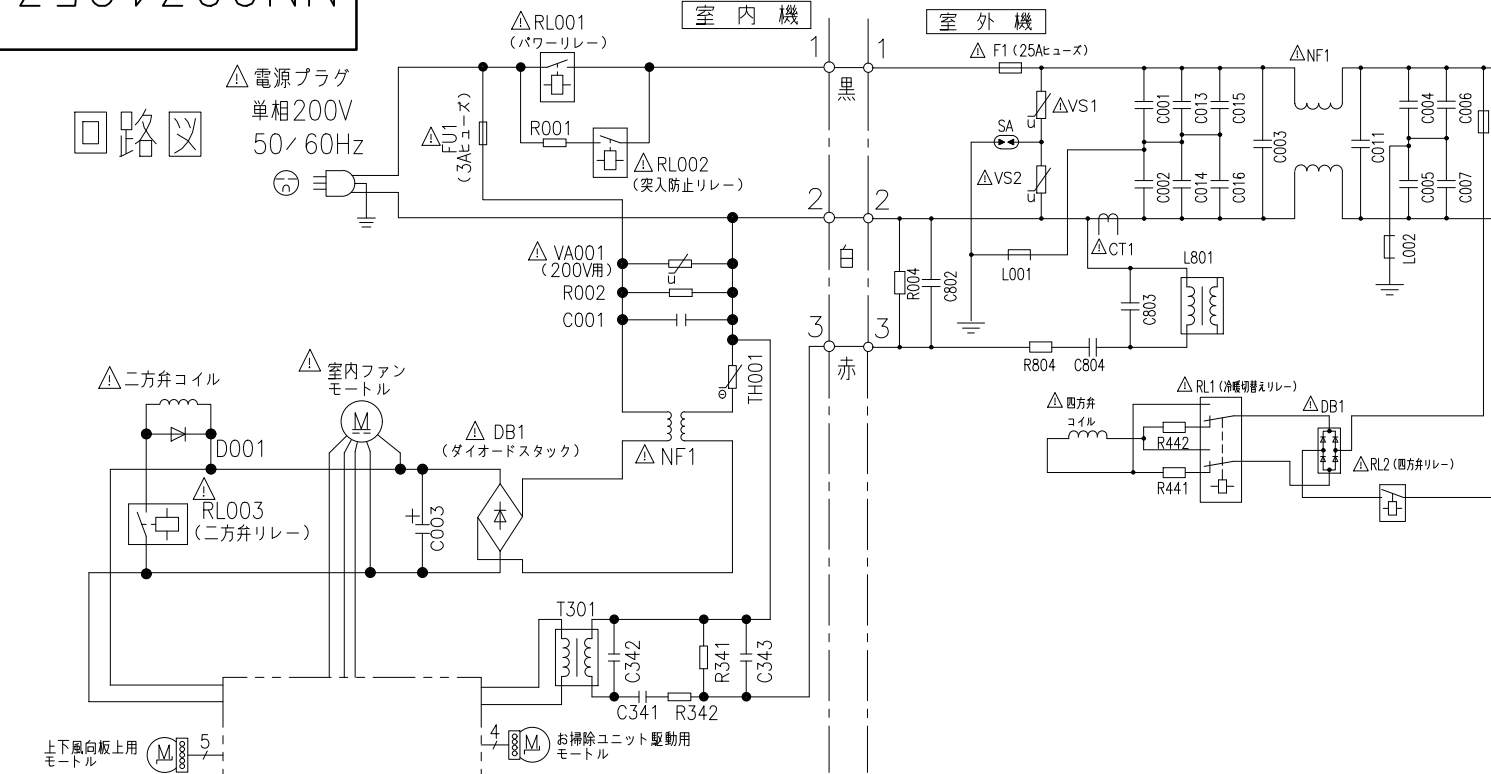 回路図
⚠ 電源プラグ
単相200V
50/60Hz
⚠ RL001
(パワーリレー)
室内機
室外機
⚠ FU1
(3Aヒューズ)
R001
⚠ RL002
(突入防止リレー)
1
1
黒
2
2
白
3
3
赤
⚠ F1 (25Aヒューズ)
⚠VS1
SA
⚠VS2
u
u
C001
C013
C015
C002
C014
C016
C003
⚠NF1
C011
C004
C006
C005
C007
L002
L001
⚠CT1
L801
R004
C802
C803
R804
C804
⚠ VA001
(200V用)
u
R002
C001
TH001
Θ
⚠ NF1
⚠ 二方弁コイル
D001
⚠
RL003
(二方弁リレー)
⚠ 室内ファン
モートル
M
⚠ DB1
(ダイオードスタック)
+
C003
⚠ 四方弁
コイル
⚠ RL1 (冷暖切替えリレー)
R442
R441
⚠DB1
⚠RL2 (四方弁リレー)
T301
C342
R341
C343
C341
R342
上下風向板上用
モートル
M
5
4
M
お掃除ユニット駆動用
モートル